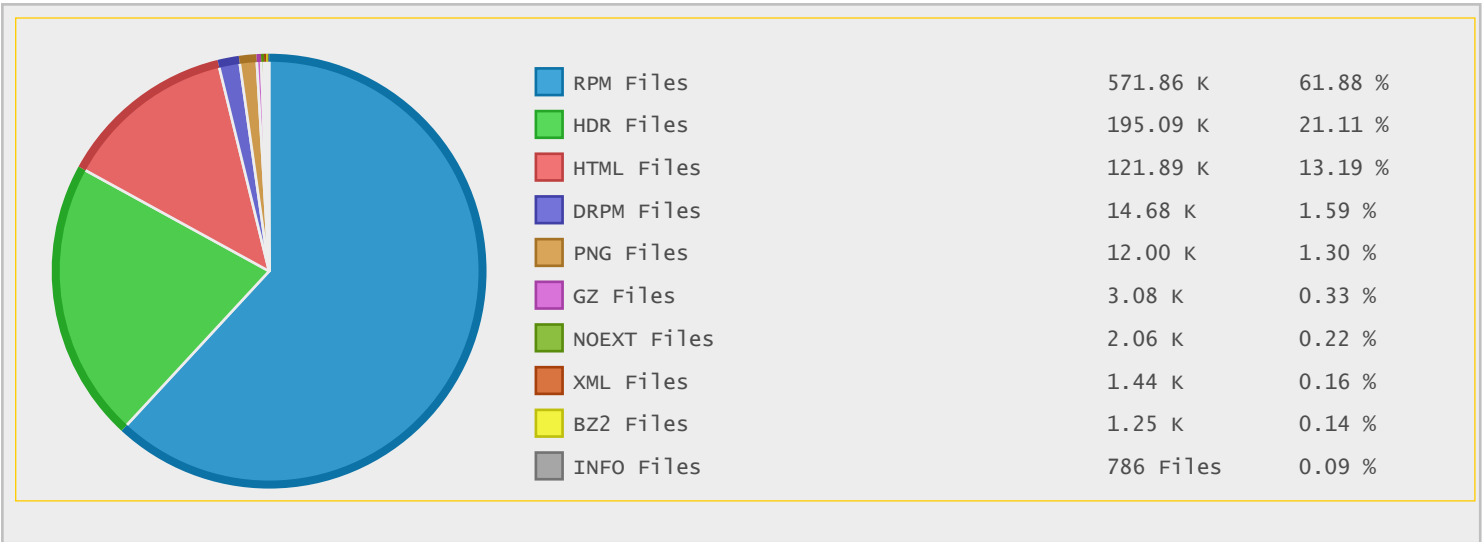 RPM Files 571.86 K 61.88 %
HDR Files 195.09 K 21.11 %
HTML Files 121.89 K 13.19 %
DRPM Files 14.68 K 1.59 %
PNG Files 12.00 K 1.30 %
GZ Files 3.08 K 0.33 %
NOEXT Files 2.06 K 0.22 %
XML Files 1.44 K 0.16 %
BZ2 Files 1.25 K 0.14 %
INFO Files 786 Files 0.09 %